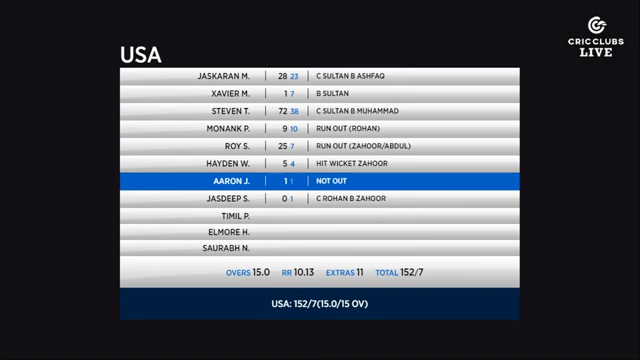 CRICCLUBS
LIVE
USA
JASKARAN M. 28 23 C SULTAN B ASHFAQ
XAVIER M. 1 7 B SULTAN
STEVEN T. 72 38 C SULTAN B MUHAMMAD
MONANK P. 9 10 RUN OUT (ROHAN)
ROY S. 25 7 RUN OUT (ZAHOOR/ABDUL)
HAYDEN W. 5 4 HIT WICKET ZAHOOR
AARON J. 1 1 NOT OUT
JASDEEP S. 0 1 C ROHAN B ZAHOOR
TIMIL P.
ELMORE H.
SAURABH N.
OVERS 15.0 RR 10.13 EXTRAS 11 TOTAL 152/7
USA: 152/7(15.0/15 OV)